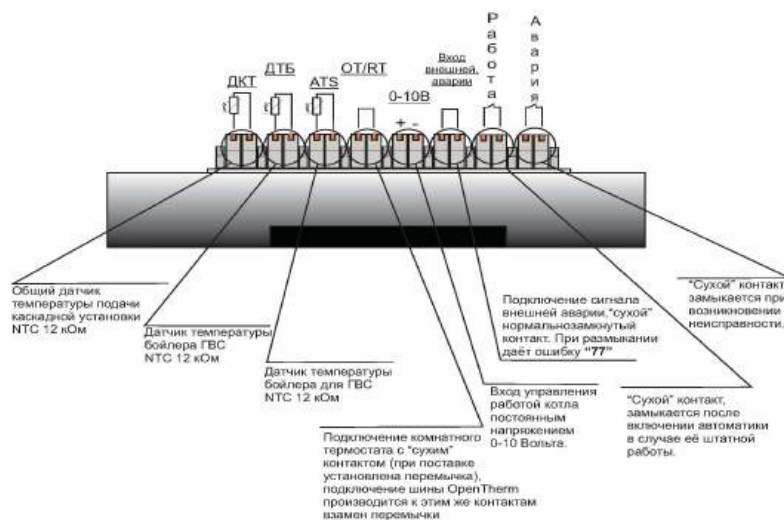 ДКТ
ДТБ
ATS
OT/RT
0-10В
+ -
Вход
внешней,
аварии
Работа
Авария
Общий датчик
температуры подачи
каскадной установки
NTC 12 кОм
Датчик температуры
бойлера ГВС
NTC 12 кОм
Датчик температуры
бойлера для ГВС
NTC 12 кОм
Подключение комнатного
термостата с "сухим"
контактом (при поставке
установлена перемычка),
подключение шины OpenTherm
производится к этим же контактам
взамен перемычки
Вход управления
работой котла
постоянным
напряжением
0-10 Вольта.
Подключение сигнала
внешней аварии,"сухой"
нормальнозамкнутый
контакт. При размыкании
даёт ошибку "77"
"Сухой" контакт,
замыкается после
включении автоматики
в случае её штатной
работы.
"Сухой" контакт
замыкается при
возникновении
неисправности.